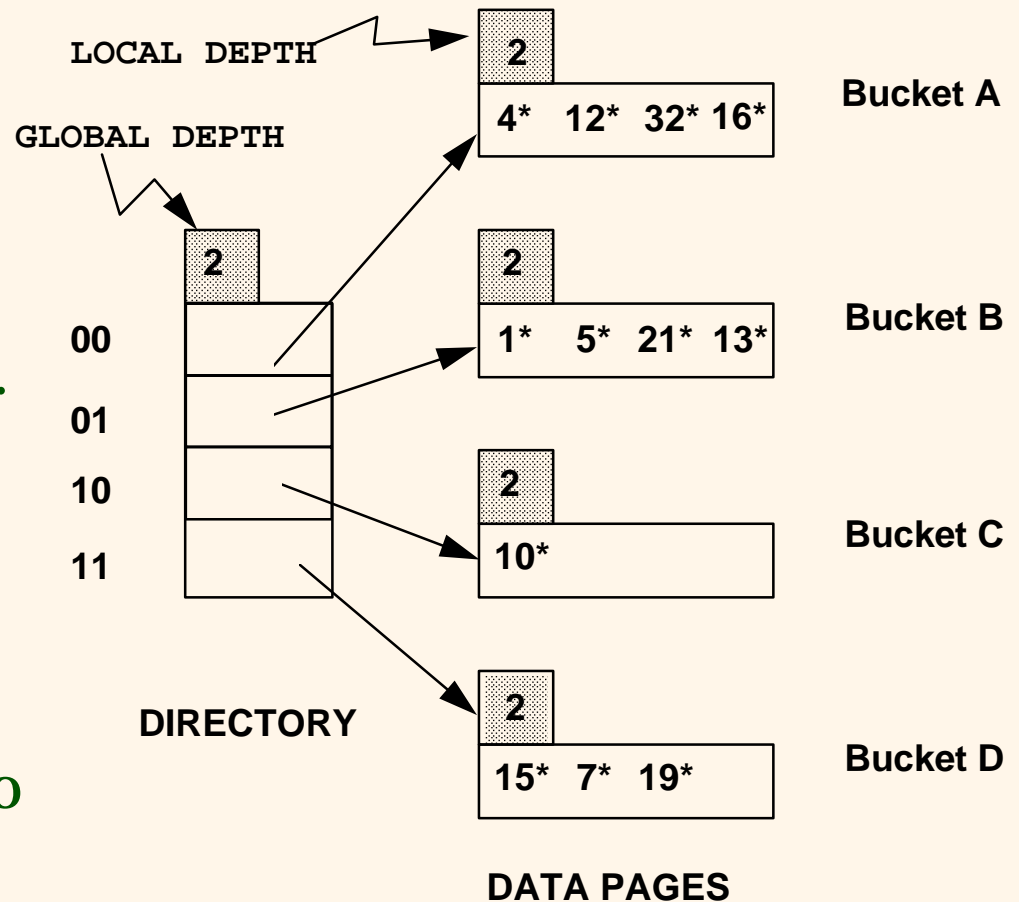 LOCAL DEPTH
2
4* 12* 32* 16*
Bucket A
GLOBAL DEPTH
2
00
01
10
11
DIRECTORY
2
1* 5* 21* 13*
Bucket B
2
10*
Bucket C
2
15* 7* 19*
Bucket D
DATA PAGES
.
o